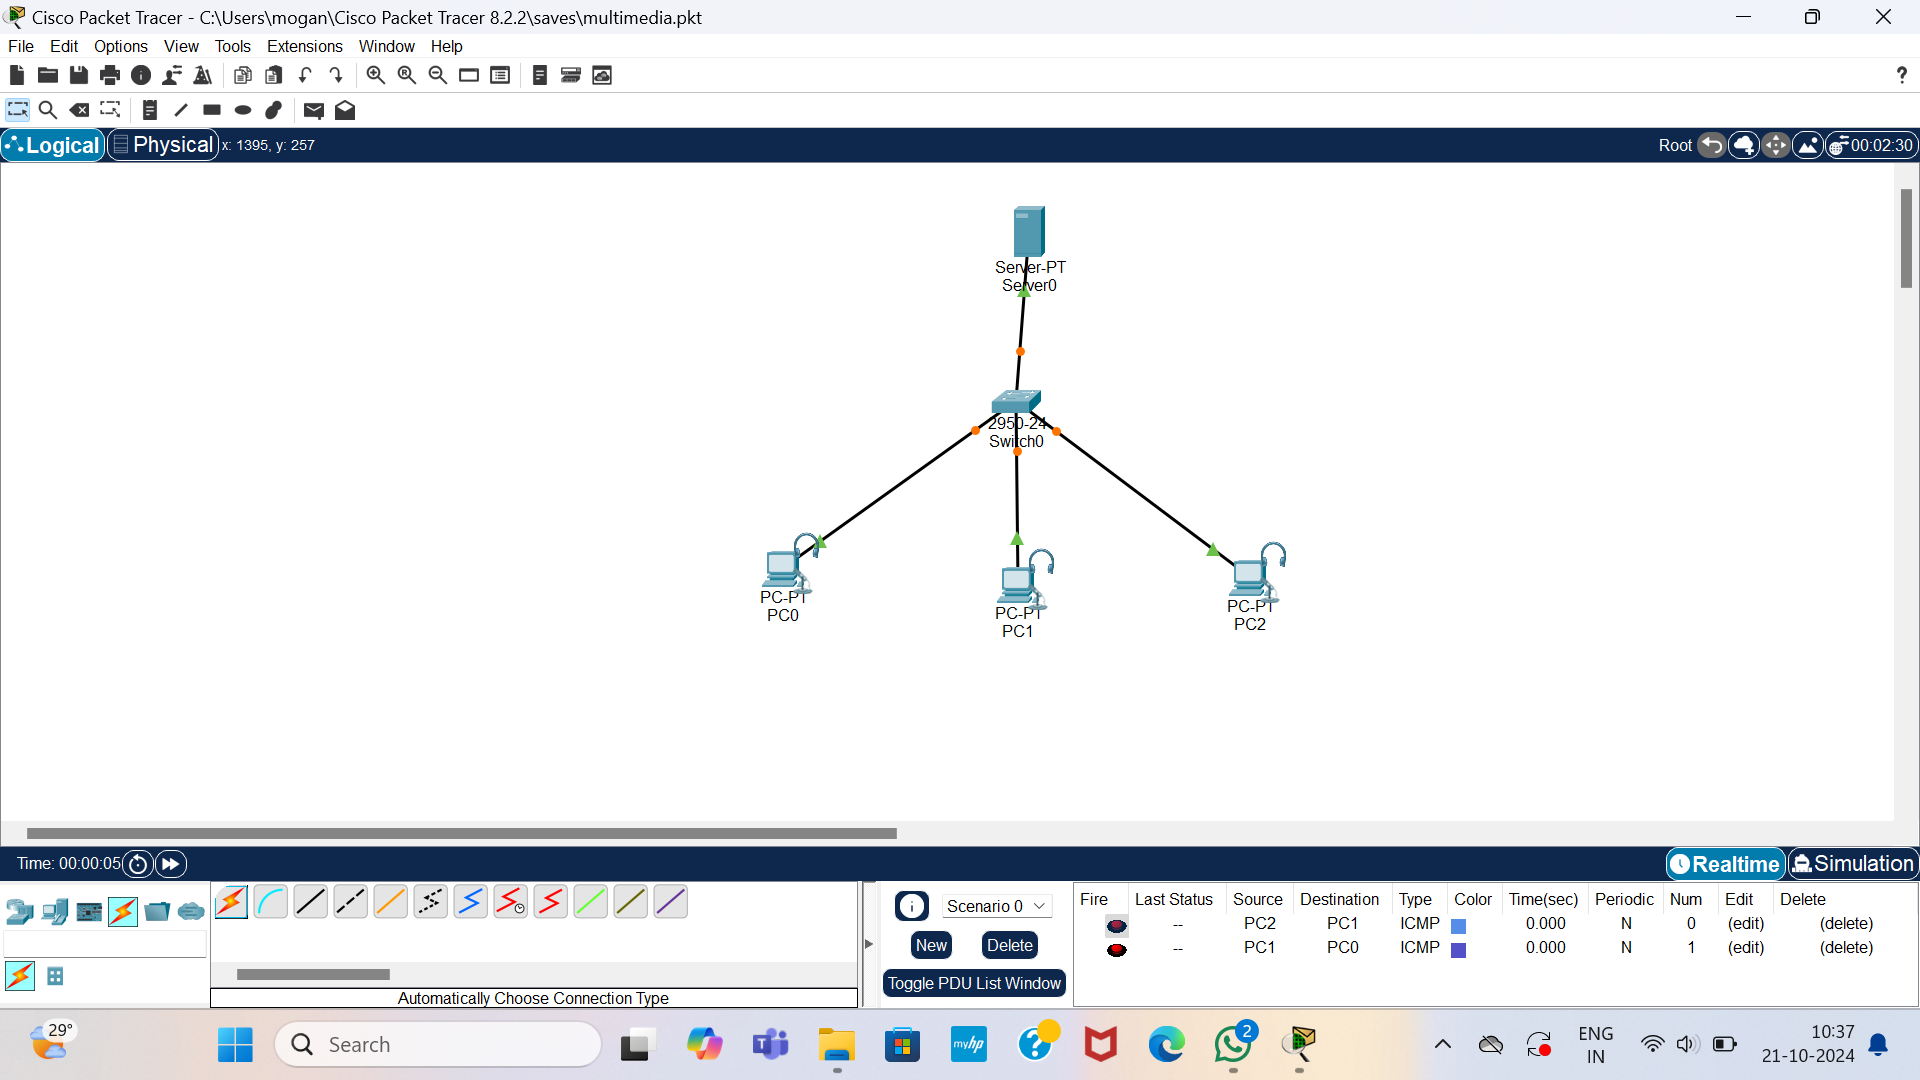 Cisco Packet Tracer - C:\Users\mogan\Cisco Packet Tracer 8.2.2\saves\multimedia.pkt
File Edit Options View Tools Extensions Window Help
?
Logical Physical x: 1395, y: 257 Root 00:02:30
Server-PT
Server0
2950-24
Switch0
PC-PT
PC0
PC-PT
PC1
PC-PT
PC2
Time: 00:00:05 Realtime Simulation
Scenario 0
New Delete
Toggle PDU List Window
Automatically Choose Connection Type
Fire Last Status Source Destination Type Color Time(sec) Periodic Num Edit Delete
-- PC2 PC1 ICMP 0.000 N 0 (edit) (delete)
-- PC1 PC0 ICMP 0.000 N 1 (edit) (delete)
29°
Search
myhp
2
ENG
IN
10:37
21-10-2024